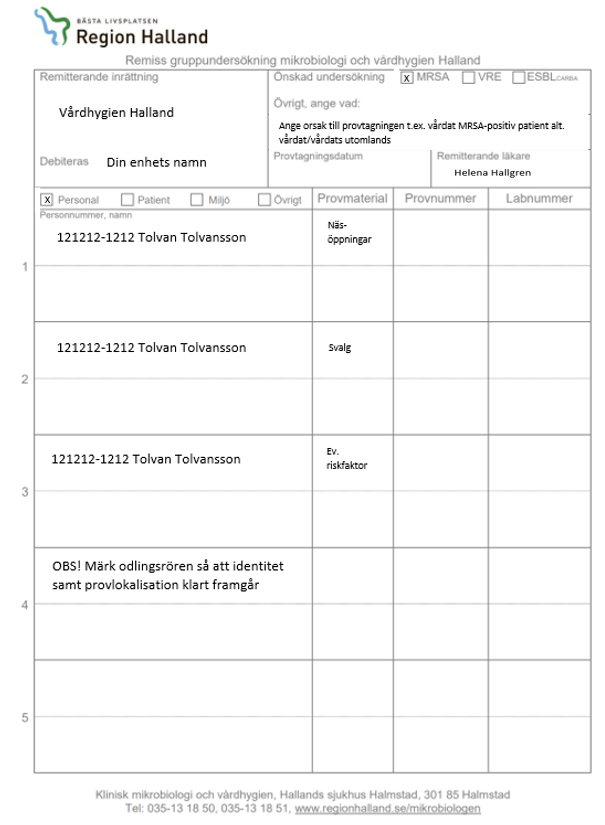 BÄSTA LIVSPLATSEN
Region Halland
Remiss gruppundersökning mikrobiologi och vårdhygien Halland
Remitterande inrättning
Vårdhygien Halland
Önskad undersökning X MRSA VRE ESBLCARBA
Övrigt, ange vad:
Ange orsak till provtagningen t.ex. vårdat MRSA-positiv patient alt.
vårdat/vårdats utomlands
Debiteras Din enhets namn
Provtagningsdatum
Remitterande läkare
Helena Hallgren
X Personal Patient Miljö Övrigt
Provmaterial
Provnummer
Labnummer
Personnummer, namn
121212-1212 Tolvan Tolvansson
Näs-
öppningar
1
121212-1212 Tolvan Tolvansson
Svalg
2
121212-1212 Tolvan Tolvansson
Ev.
riskfaktor
3
OBS! Märk odlingsrören så att identitet
samt provlokalisation klart framgår
4
5
Klinisk mikrobiologi och vårdhygien, Hallands sjukhus Halmstad, 301 85 Halmstad
Tel: 035-13 18 50, 035-13 18 51, www.regionhalland.se/mikrobiologen